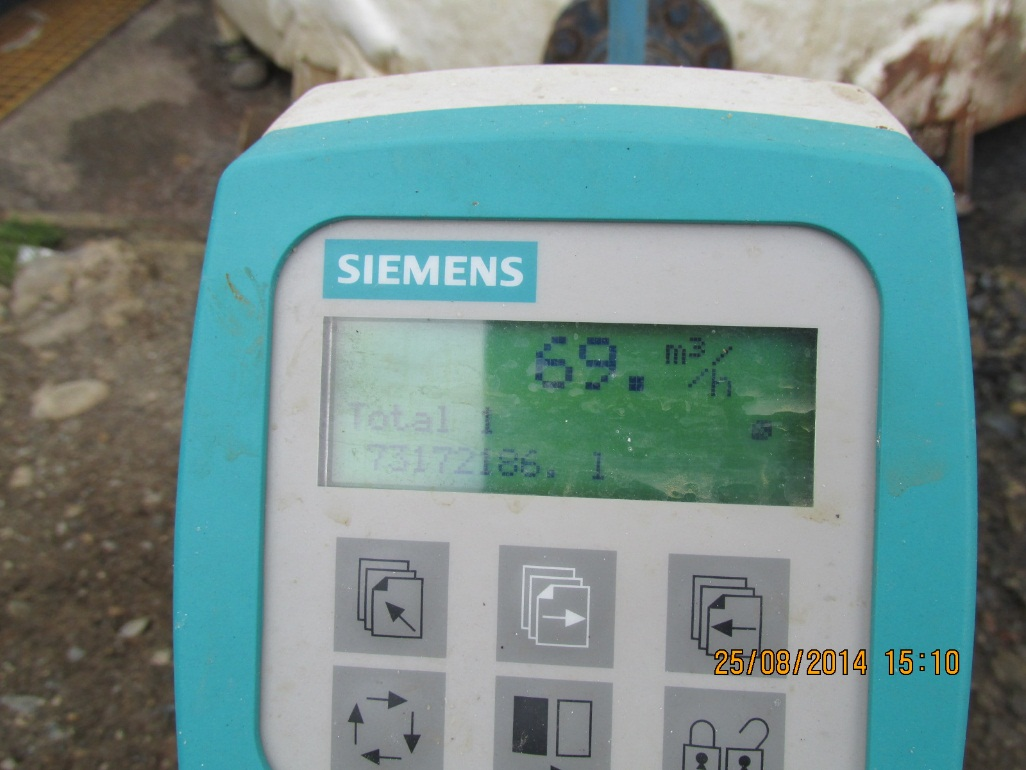 SIEMENS
69. m³/h
Total 1
73172186. l
25/08/2014 15:10